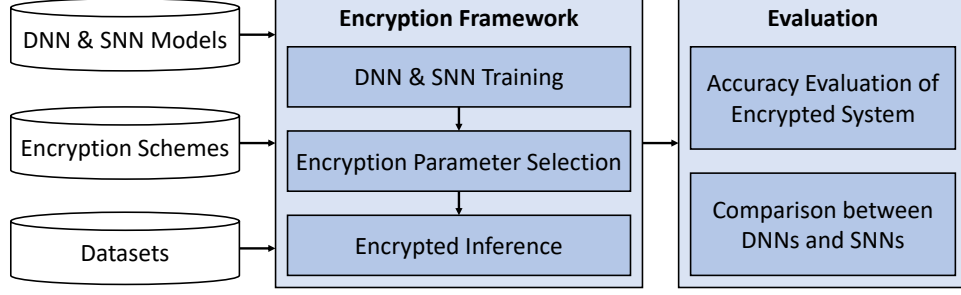 DNN & SNN Models
Encryption Schemes
Datasets
Encryption Framework
DNN & SNN Training
Encryption Parameter Selection
Encrypted Inference
Evaluation
Accuracy Evaluation of
Encrypted System
Comparison between
DNNs and SNNs